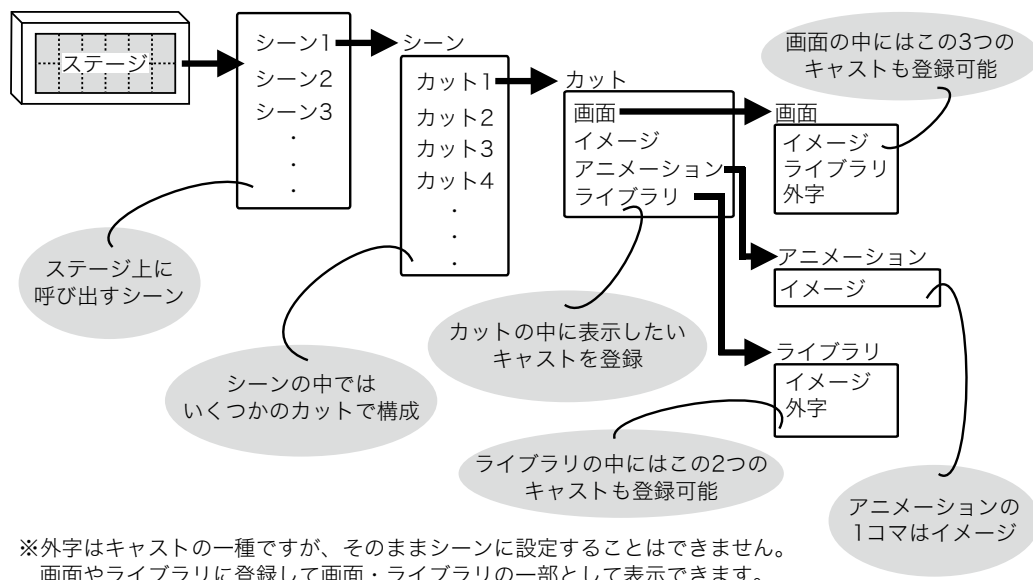 ステージ
シーン1
シーン2
シーン3
・
・
・
ステージ上に
呼び出すシーン
シーン
カット1
カット2
カット3
カット4
・
・
・
シーンの中では
いくつかのカットで構成
カット
画面
イメージ
アニメーション
ライブラリ
カットの中に表示したい
キャストを登録
画面の中にはこの3つの
キャストも登録可能
画面
イメージ
ライブラリ
外字
アニメーション
イメージ
ライブラリ
イメージ
外字
ライブラリの中にはこの2つの
キャストも登録可能
アニメーションの
1コマはイメージ
※外字はキャストの一種ですが、そのままシーンに設定することはできません。
画面やライブラリに登録して画面・ライブラリの一部として表示できます。